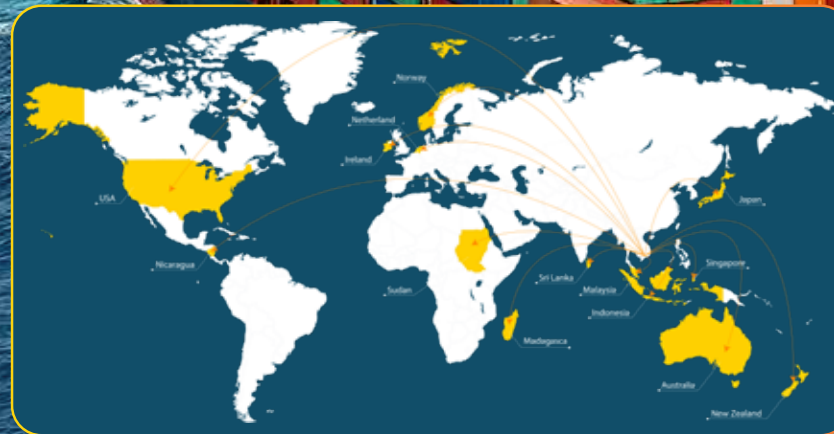 Norway
Netherland
Ireland
USA
Japan
Nicaragua
Sudan
Sri Lanka
Malaysia
Singapore
Indonesia
Madagasca
Australia
New Zealand